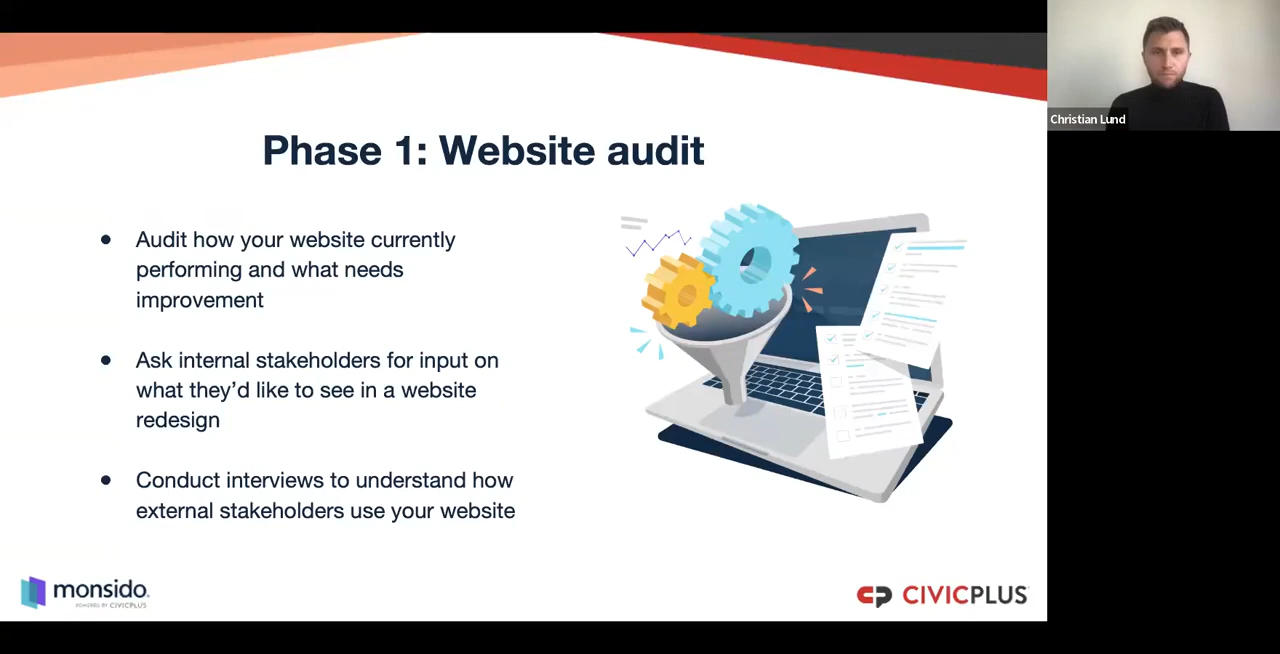 Christian Lund
Phase 1: Website audit
Audit how your website currently
performing and what needs
improvement
Ask internal stakeholders for input on
what they’d like to see in a website
redesign
Conduct interviews to understand how
external stakeholders use your website
monsido
POWERED BY CIVICPLUS
CP CIVICPLUS